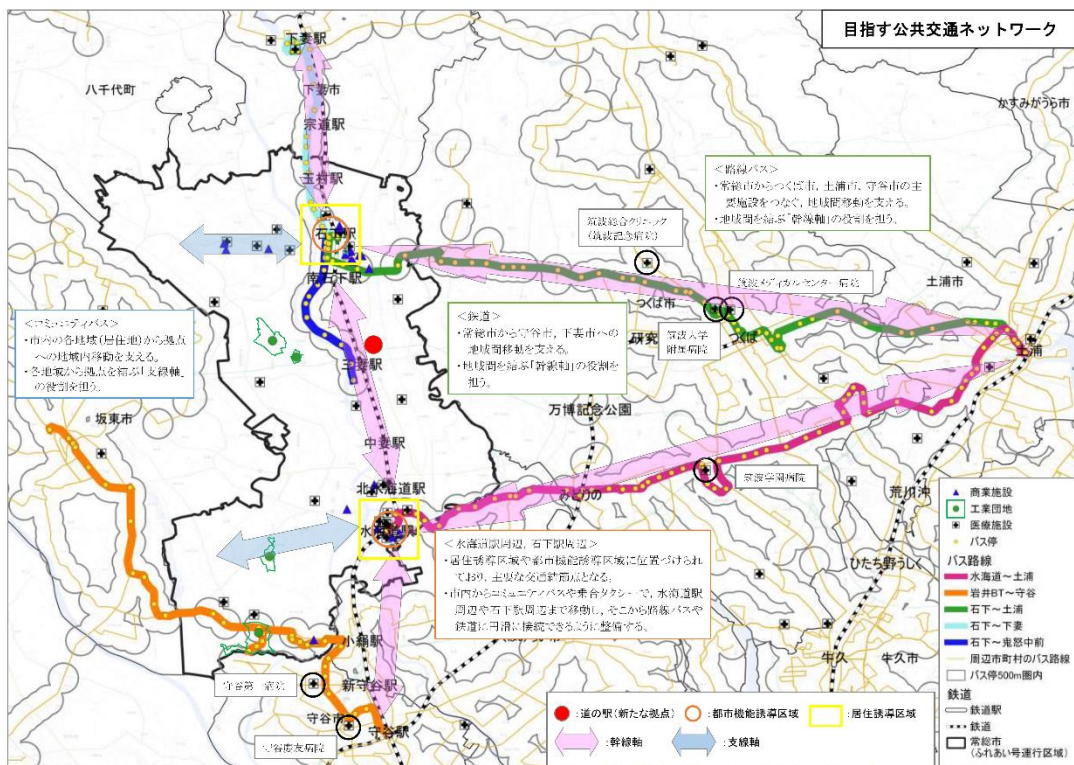 目指す公共交通ネットワーク
下妻駅
八千代町
下妻市
宗道駅
玉村駅
かすみがうら市
<路線バス>
・常総市からつくば市，土浦市，守谷市の主
要施設をつなぐ，地域間移動を支える。
・地域間を結ぶ「幹線軸」の役割を担う。
筑波総合クリニック
(筑波記念病院)
石下駅
南石下駅
筑波メディカルセンター病院
土浦市
つくば市
研究
つくば
筑波大学
附属病院
土浦
<コミュニティバス>
・市内の各地域(居住地)から拠点
への地域内移動を支える。
・各地域から拠点を結ぶ「支線軸」
の役割を担う。
<鉄道>
・常総市から守谷市，下妻市への
地域間移動を支える。
・地域間を結ぶ「幹線軸」の役割を
担う。
三妻駅
坂東市
万博記念公園
中妻駅
筑波学園病院
北水海道駅
みどりの
荒川沖
水海道駅
ひたち野うしく
<水海道駅周辺，石下駅周辺>
・居住誘導区域や都市機能誘導区域に位置づけられ
ており，主要な交通結節点となる。
・市内からコミュニティバスや乗合タクシーで，水海道駅
周辺や石下駅周辺まで移動し，そこから路線バスや
鉄道に円滑に接続できるように整備する。
小絹駅
牛久
牛久市
守谷第一病院
新守谷駅
守谷市
守谷駅
守谷慶友病院
商業施設
工業団地
医療施設
バス停
バス路線
水海道～土浦
岩井BT～守谷
石下～土浦
石下～下妻
石下～鬼怒中前
周辺市町村のバス路線
バス停500m圏内
鉄道
鉄道駅
鉄道
常総市
(ふれあい号運行区域)
:道の駅(新たな拠点)
:都市機能誘導区域
:居住誘導区域
:幹線軸
:支線軸